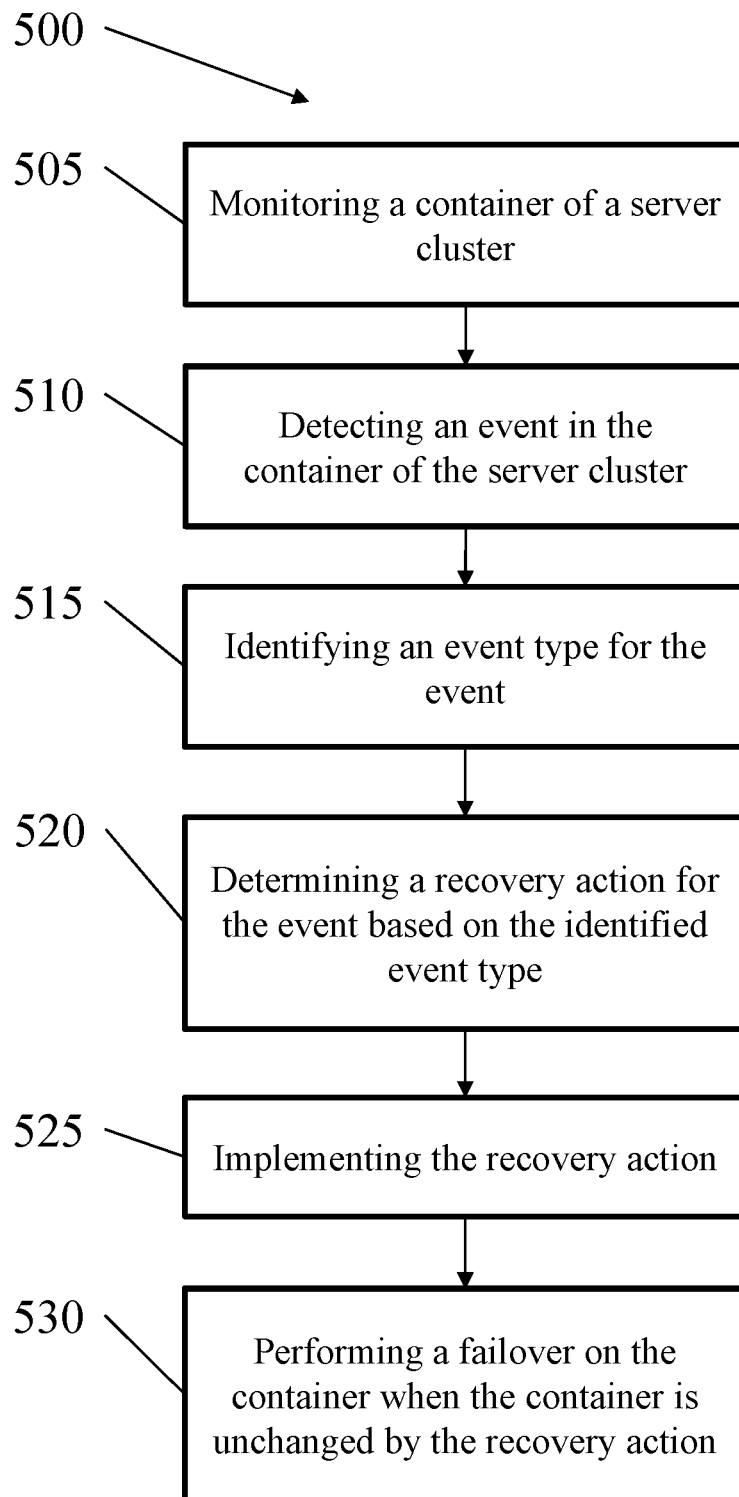 500
505
Monitoring a container of a server
cluster
510
Detecting an event in the
container of the server cluster
515
Identifying an event type for the
event
520
Determining a recovery action for
the event based on the identified
event type
525
Implementing the recovery action
530
Performing a failover on the
container when the container is
unchanged by the recovery action